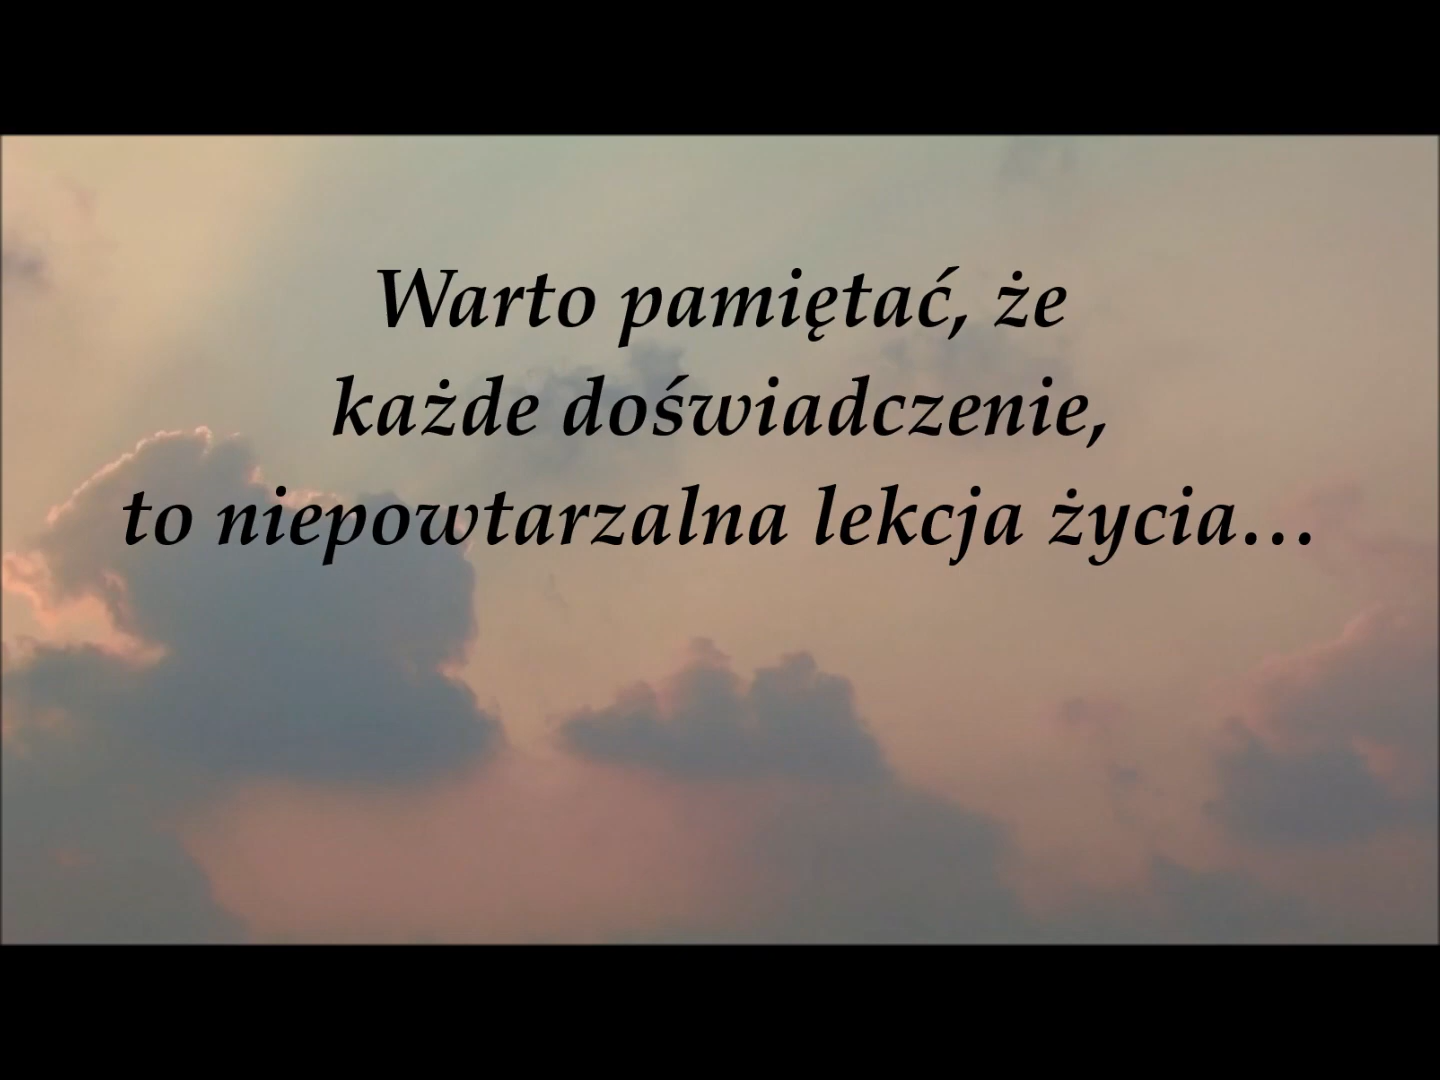 Warto pamiętać, że
każde doświadczenie,
to niepowtarzalna lekcja życia...